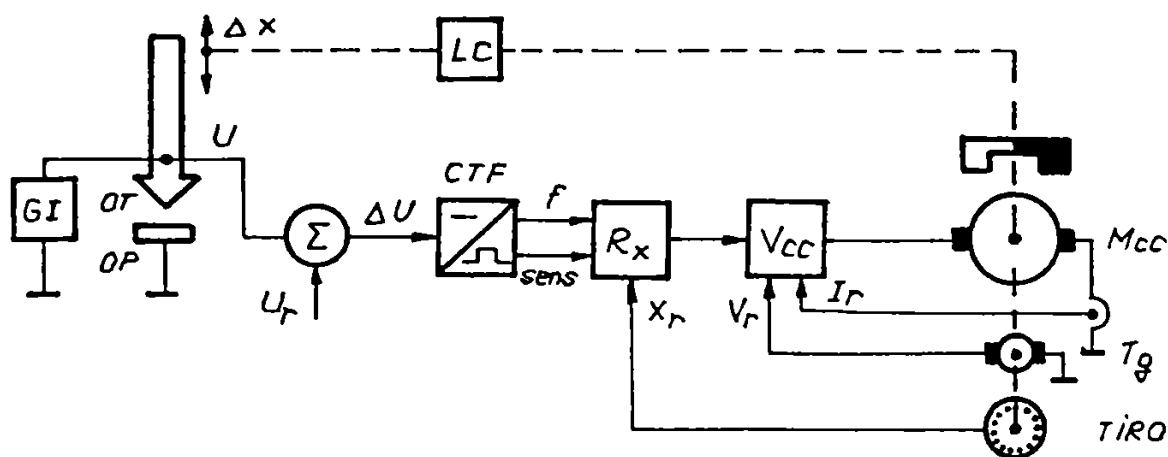 Δx
LC
U
GI
OT
OP
Σ
ΔU
Ur
CTF
f
sens
Rx
Xr
Vcc
Vr
Ir
Mcc
Tg
TiRO